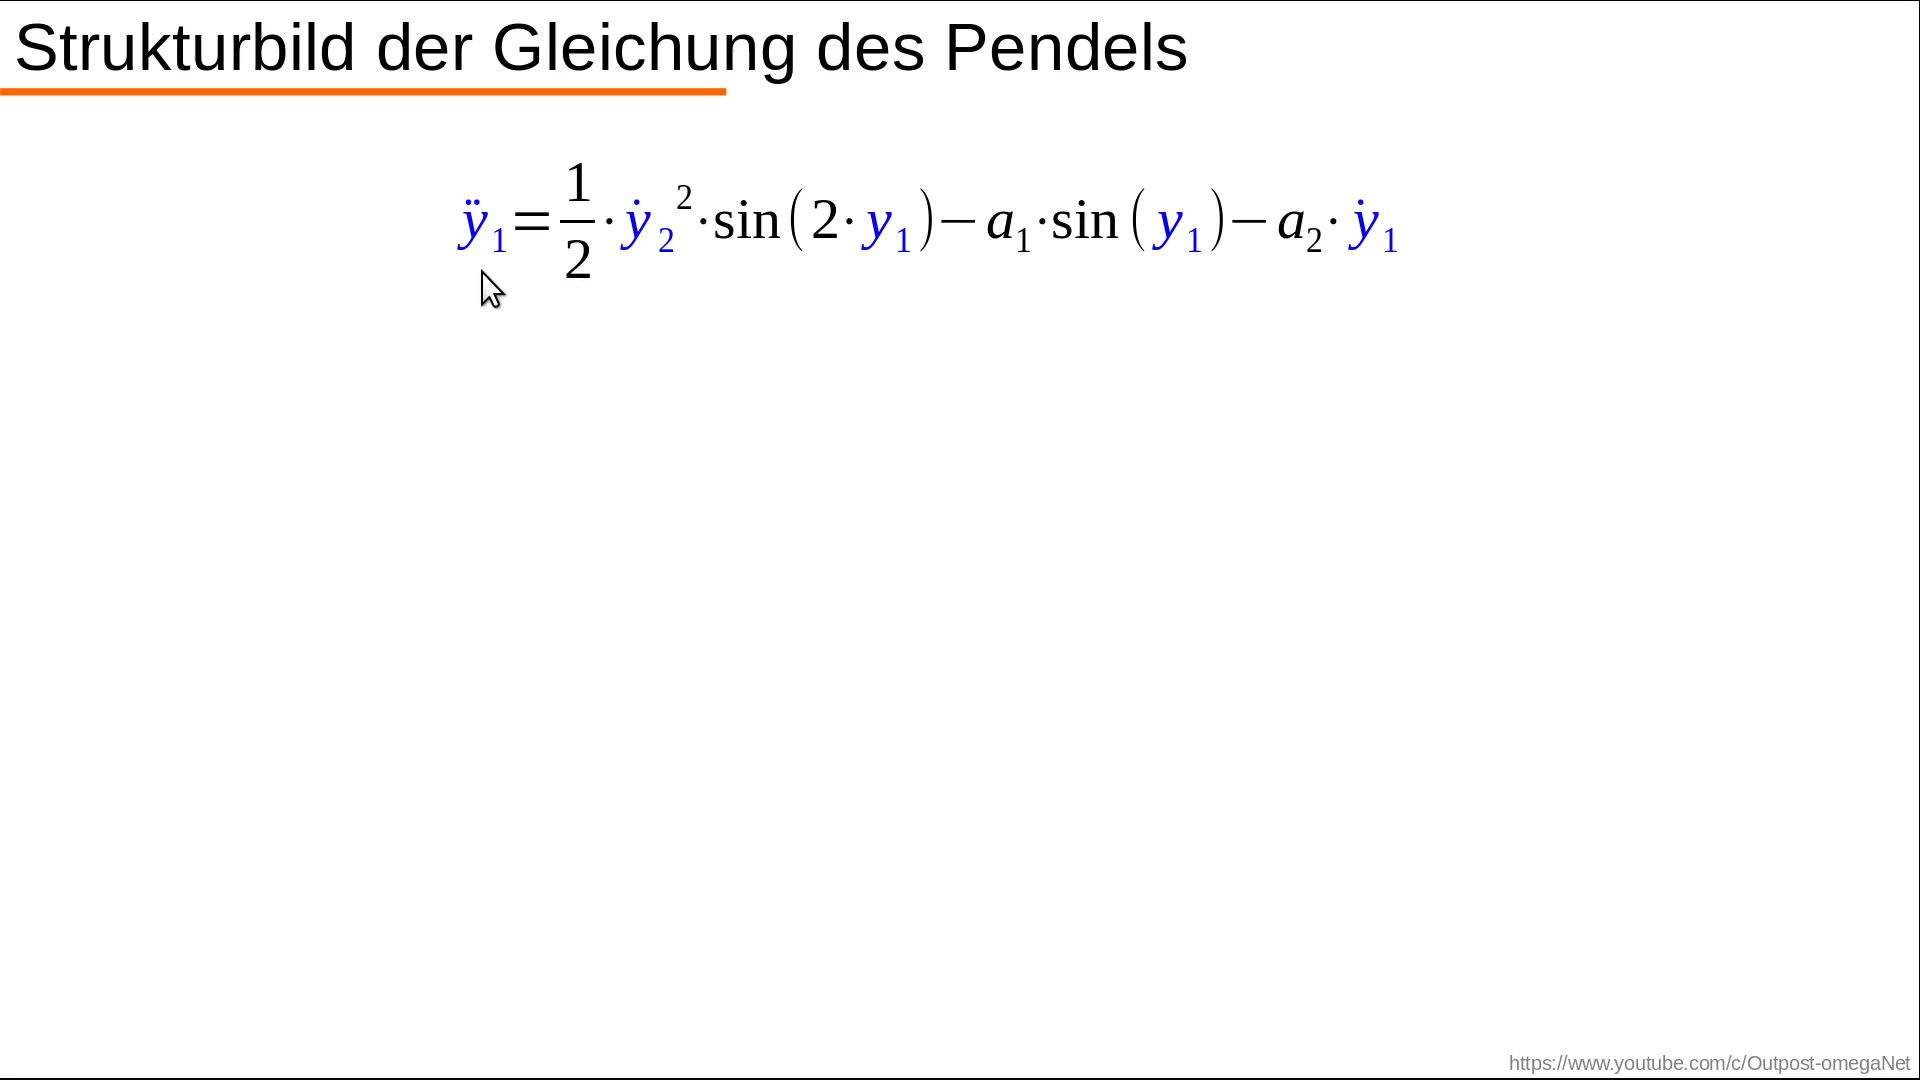 Strukturbild der Gleichung des Pendels
ÿ₁ = 1/2 · ẏ₂² · sin(2 · y₁) − a₁ · sin(y₁) − a₂ · ẏ₁
https://www.youtube.com/c/Outpost-omegaNet